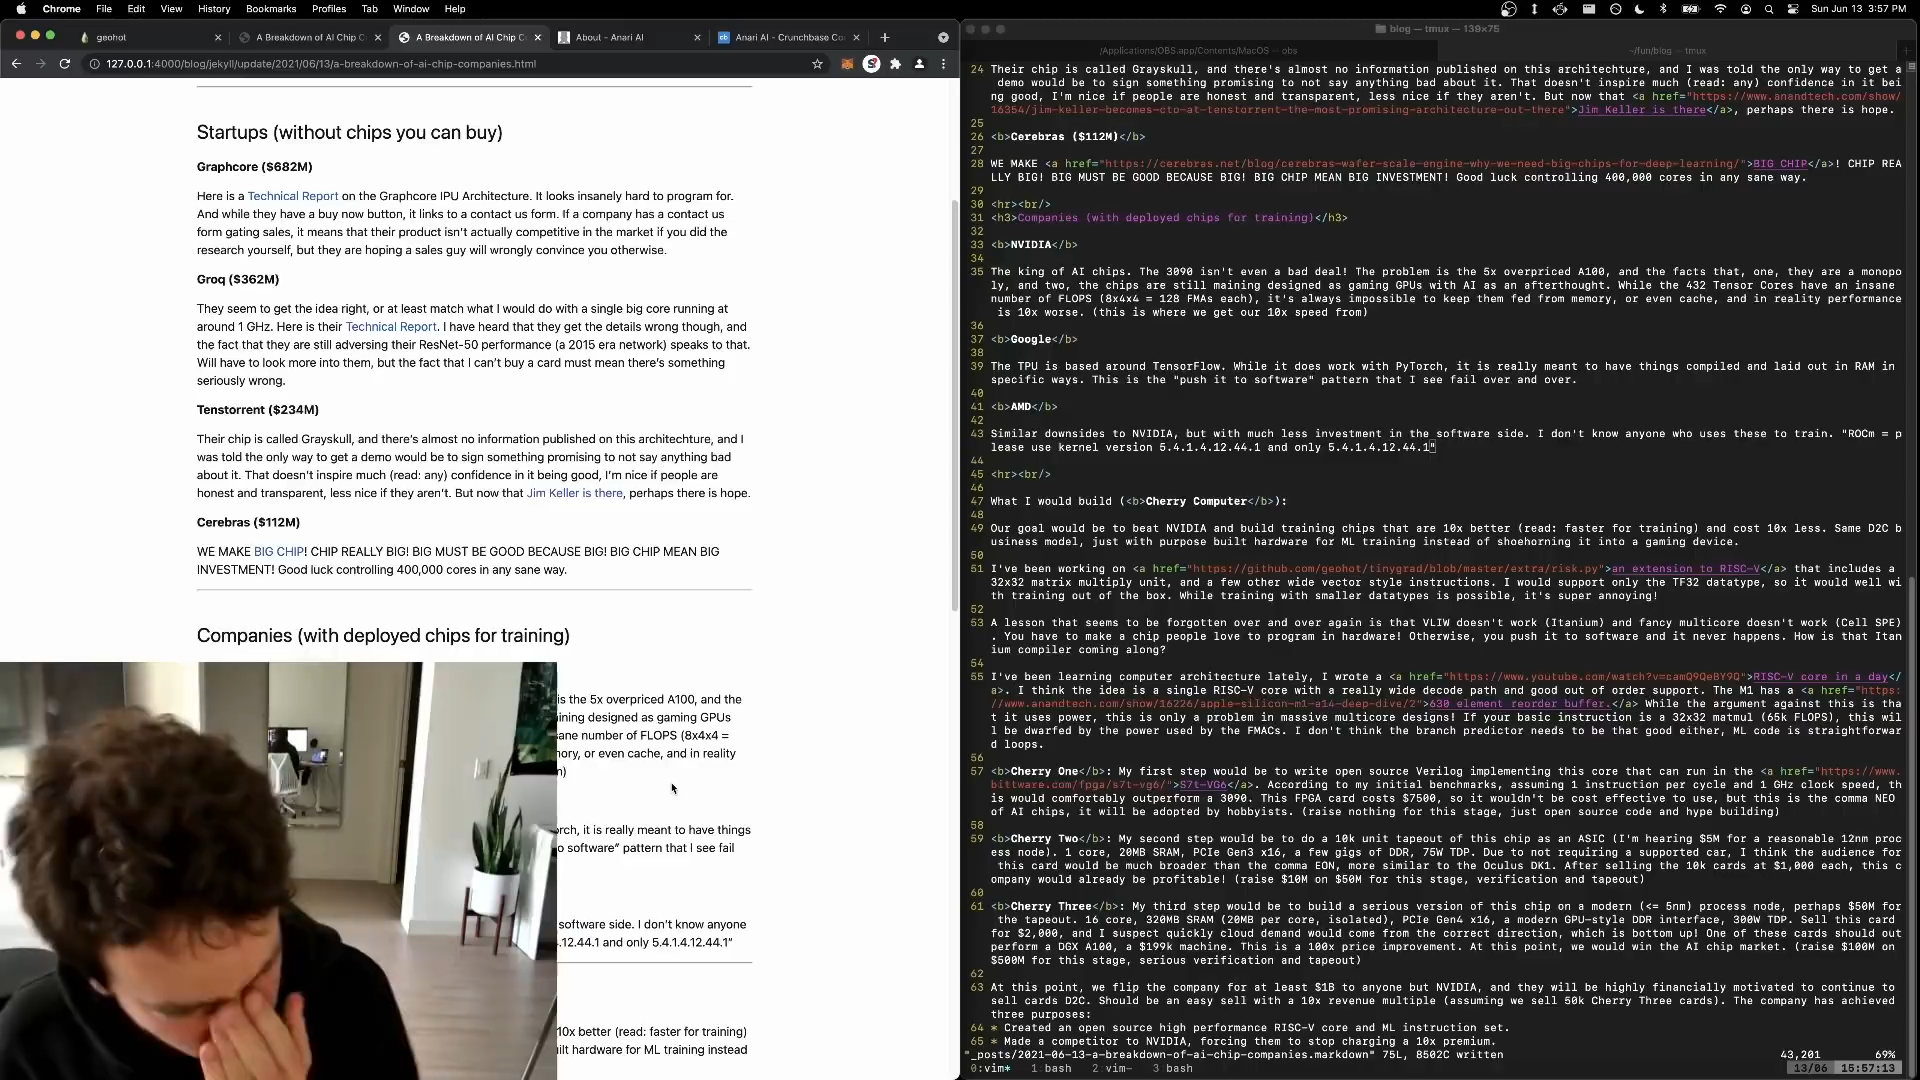 Chrome File Edit View History Bookmarks Profiles Tab Window Help
Sun Jun 13 3:57 PM
geohot
A Breakdown of AI Chip C
A Breakdown of AI Chip C
About - Anari AI
Anari AI - Crunchbase Co
127.0.0.1:4000/blog/jekyll/update/2021/06/13/a-breakdown-of-ai-chip-companies.html
Startups (without chips you can buy)
Graphcore ($682M)
Here is a Technical Report on the Graphcore IPU Architecture. It looks insanely hard to program for.
And while they have a buy now button, it links to a contact us form. If a company has a contact us
form gating sales, it means that their product isn't actually competitive in the market if you did the
research yourself, but they are hoping a sales guy will wrongly convince you otherwise.
Groq ($362M)
They seem to get the idea right, or at least match what I would do with a single big core running at
around 1 GHz. Here is their Technical Report. I have heard that they get the details wrong though, and
the fact that they are still adversing their ResNet-50 performance (a 2015 era network) speaks to that.
Will have to look more into them, but the fact that I can't buy a card must mean there's something
seriously wrong.
Tenstorrent ($234M)
Their chip is called Grayskull, and there's almost no information published on this architechture, and I
was told the only way to get a demo would be to sign something promising to not say anything bad
about it. That doesn't inspire much (read: any) confidence in it being good, I'm nice if people are
honest and transparent, less nice if they aren't. But now that Jim Keller is there, perhaps there is hope.
Cerebras ($112M)
WE MAKE BIG CHIP! CHIP REALLY BIG! BIG MUST BE GOOD BECAUSE BIG! BIG CHIP MEAN BIG
INVESTMENT! Good luck controlling 400,000 cores in any sane way.
Companies (with deployed chips for training)
is the 5x overpriced A100, and the
ining designed as gaming GPUs
sane number of FLOPS (8x4x4 =
nory, or even cache, and in reality
n)
orch, it is really meant to have things
o software" pattern that I see fail
software side. I don't know anyone
.12.44.1 and only 5.4.1.4.12.44.1"
10x better (read: faster for training)
ilt hardware for ML training instead
blog — tmux — 139×75
/Applications/OBS.app/Contents/MacOS — obs
~/fun/blog — tmux
24 Their chip is called Grayskull, and there's almost no information published on this architechture, and I was told the only way to get a
demo would be to sign something promising to not say anything bad about it. That doesn't inspire much (read: any) confidence in it bei
ng good, I'm nice if people are honest and transparent, less nice if they aren't. But now that <a href="https://www.anandtech.com/show/
16354/jim-keller-becomes-cto-at-tenstorrent-the-most-promising-architecture-out-there">Jim Keller is there</a>, perhaps there is hope.
25
26 <b>Cerebras ($112M)</b>
27
28 WE MAKE <a href="https://cerebras.net/blog/cerebras-wafer-scale-engine-why-we-need-big-chips-for-deep-learning/">BIG CHIP</a>! CHIP REA
LLY BIG! BIG MUST BE GOOD BECAUSE BIG! BIG CHIP MEAN BIG INVESTMENT! Good luck controlling 400,000 cores in any sane way.
29
30 <hr><br/>
31 <h3>Companies (with deployed chips for training)</h3>
32
33 <b>NVIDIA</b>
34
35 The king of AI chips. The 3090 isn't even a bad deal! The problem is the 5x overpriced A100, and the facts that, one, they are a monopo
ly, and two, the chips are still maining designed as gaming GPUs with AI as an afterthought. While the 432 Tensor Cores have an insane
number of FLOPS (8x4x4 = 128 FMAs each), it's always impossible to keep them fed from memory, or even cache, and in reality performance
is 10x worse. (this is where we get our 10x speed from)
36
37 <b>Google</b>
38
39 The TPU is based around TensorFlow. While it does work with PyTorch, it is really meant to have things compiled and laid out in RAM in
specific ways. This is the "push it to software" pattern that I see fail over and over.
40
41 <b>AMD</b>
42
43 Similar downsides to NVIDIA, but with much less investment in the software side. I don't know anyone who uses these to train. "ROCm = p
lease use kernel version 5.4.1.4.12.44.1 and only 5.4.1.4.12.44.1"
44
45 <hr><br/>
46
47 What I would build (<b>Cherry Computer</b>):
48
49 Our goal would be to beat NVIDIA and build training chips that are 10x better (read: faster for training) and cost 10x less. Same D2C b
usiness model, just with purpose built hardware for ML training instead of shoehorning it into a gaming device.
50
51 I've been working on <a href="https://github.com/geohot/tinygrad/blob/master/extra/risk.py">an extension to RISC-V</a> that includes a
32x32 matrix multiply unit, and a few other wide vector style instructions. I would support only the TF32 datatype, so it would well wi
th training out of the box. While training with smaller datatypes is possible, it's super annoying!
52
53 A lesson that seems to be forgotten over and over again is that VLIW doesn't work (Itanium) and fancy multicore doesn't work (Cell SPE)
. You have to make a chip people love to program in hardware! Otherwise, you push it to software and it never happens. How is that Itan
ium compiler coming along?
54
55 I've been learning computer architecture lately, I wrote a <a href="https://www.youtube.com/watch?v=camQ9QeBY9Q">RISC-V core in a day</
a>. I think the idea is a single RISC-V core with a really wide decode path and good out of order support. The M1 has a <a href="https:
//www.anandtech.com/show/16226/apple-silicon-m1-a14-deep-dive/2">630 element reorder buffer.</a> While the argument against this is tha
t it uses power, this is only a problem in massive multicore designs! If your basic instruction is a 32x32 matmul (65k FLOPS), this wil
l be dwarfed by the power used by the FMACs. I don't think the branch predictor needs to be that good either, ML code is straightforwar
d loops.
56
57 <b>Cherry One</b>: My first step would be to write open source Verilog implementing this core that can run in the <a href="https://www.
bittware.com/fpga/s7t-vg6/">S7t-VG6</a>. According to my initial benchmarks, assuming 1 instruction per cycle and 1 GHz clock speed, th
is would comfortably outperform a 3090. This FPGA card costs $7500, so it wouldn't be cost effective to use, but this is the comma NEO
of AI chips, it will be adopted by hobbyists. (raise nothing for this stage, just open source code and hype building)
58
59 <b>Cherry Two</b>: My second step would be to do a 10k unit tapeout of this chip as an ASIC (I'm hearing $5M for a reasonable 12nm proc
ess node). 1 core, 20MB SRAM, PCIe Gen3 x16, a few gigs of DDR, 75W TDP. Due to not requiring a supported car, I think the audience for
this card would be much broader than the comma EON, more similar to the Oculus DK1. After selling the 10k cards at $1,000 each, this c
ompany would already be profitable! (raise $10M on $50M for this stage, verification and tapeout)
60
61 <b>Cherry Three</b>: My third step would be to build a serious version of this chip on a modern (<= 5nm) process node, perhaps $50M for
the tapeout. 16 core, 320MB SRAM (20MB per core, isolated), PCIe Gen4 x16, a modern GPU-style DDR interface, 300W TDP. Sell this card
for $2,000, and I suspect quickly cloud demand would come from the correct direction, which is bottom up! One of these cards should out
perform a DGX A100, a $199k machine. This is a 100x price improvement. At this point, we would win the AI chip market. (raise $100M on
$500M for this stage, serious verification and tapeout)
62
63 At this point, we flip the company for at least $1B to anyone but NVIDIA, and they will be highly financially motivated to continue to
sell cards D2C. Should be an easy sell with a 10x revenue multiple (assuming we sell 50k Cherry Three cards). The company has achieved
three purposes:
64 * Created an open source high performance RISC-V core and ML instruction set.
65 * Made a competitor to NVIDIA, forcing them to stop charging a 10x premium.
"_posts/2021-06-13-a-breakdown-of-ai-chip-companies.markdown" 75L, 8502C written 43,201 69%
0:vim* 1:bash 2:vim- 3 bash 13/06 15:57:13